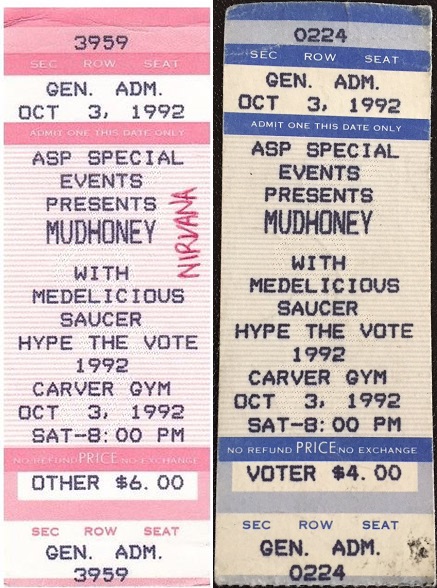 3959
SEC ROW SEAT
GEN. ADM.
OCT 3, 1992
ADMIT ONE THIS DATE ONLY
ASP SPECIAL
EVENTS
PRESENTS
MUDHONEY
NIRVANA
WITH
MEDELICIOUS
SAUCER
HYPE THE VOTE
1992
CARVER GYM
OCT 3, 1992
SAT-8:00 PM
NO REFUND PRICE NO EXCHANGE
OTHER $6.00
SEC ROW SEAT
GEN. ADM.
3959
0224
SEC ROW SEAT
GEN. ADM.
OCT 3, 1992
ADMIT ONE THIS DATE ONLY
ASP SPECIAL
EVENTS
PRESENTS
MUDHONEY
WITH
MEDELICIOUS
SAUCER
HYPE THE VOTE
1992
CARVER GYM
OCT 3, 1992
SAT-8:00 PM
NO REFUND PRICE NO EXCHANGE
VOTER $4.00
SEC ROW SEAT
GEN. ADM.
0224